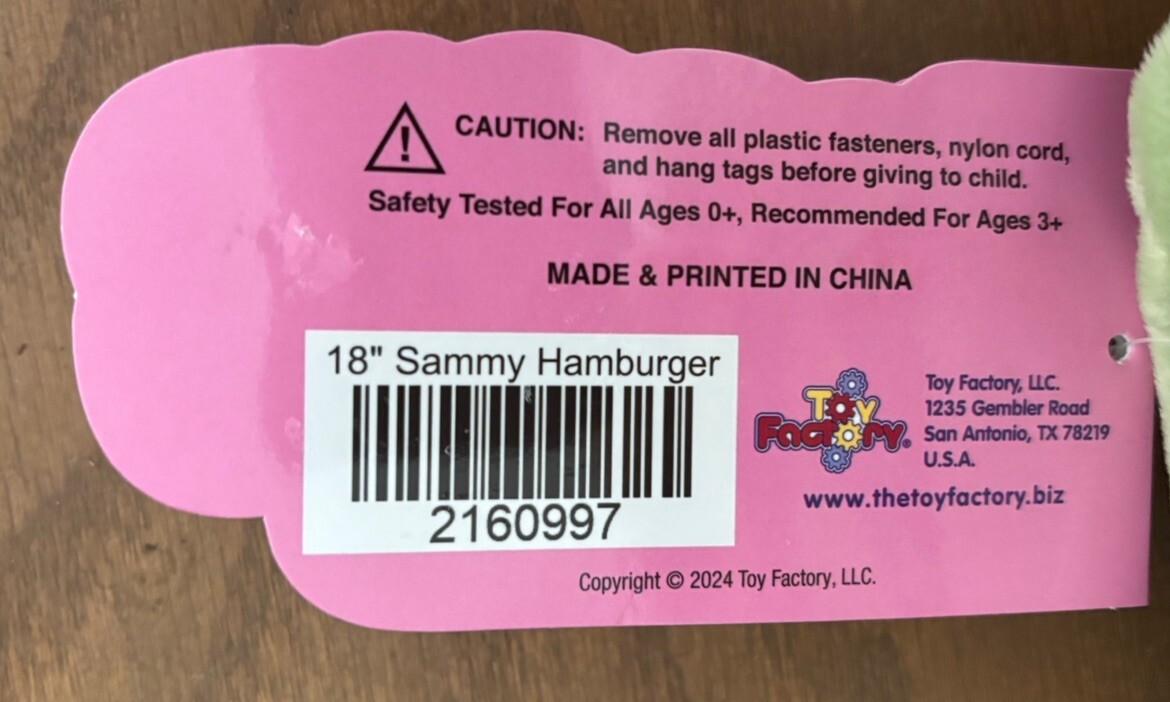 CAUTION: Remove all plastic fasteners, nylon cord,
and hang tags before giving to child.
Safety Tested For All Ages 0+, Recommended For Ages 3+
MADE & PRINTED IN CHINA
18" Sammy Hamburger
2160997
Toy
Factory®
Toy Factory, LLC.
1235 Gembler Road
San Antonio, TX 78219
U.S.A.
www.thetoyfactory.biz
Copyright © 2024 Toy Factory, LLC.